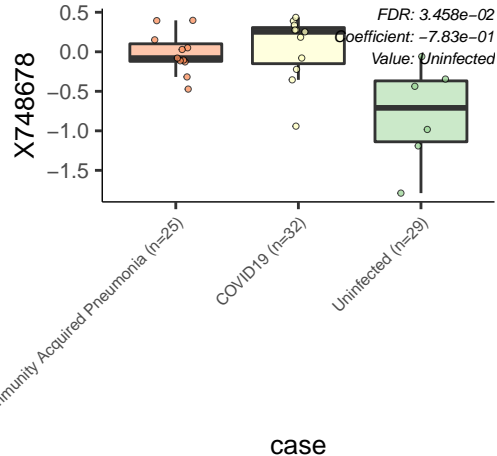 FDR: 3.458e−02
Coefficient: −7.83e−01
Value: Uninfected
X748678
0.5
0.0
−0.5
−1.0
−1.5
mmunity Acquired Pneumonia (n=25)
COVID19 (n=32)
Uninfected (n=29)
case